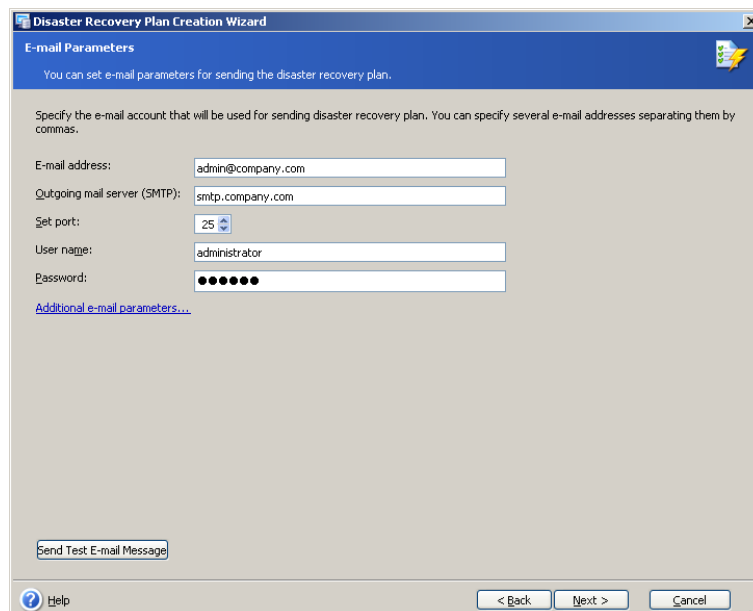 Disaster Recovery Plan Creation Wizard
E-mail Parameters
You can set e-mail parameters for sending the disaster recovery plan.
Specify the e-mail account that will be used for sending disaster recovery plan. You can specify several e-mail addresses separating them by
commas.
E-mail address: admin@company.com
Outgoing mail server (SMTP): smtp.company.com
Set port: 25
User name: administrator
Password: ●●●●●●
Additional e-mail parameters...
Send Test E-mail Message
Help < Back Next > Cancel